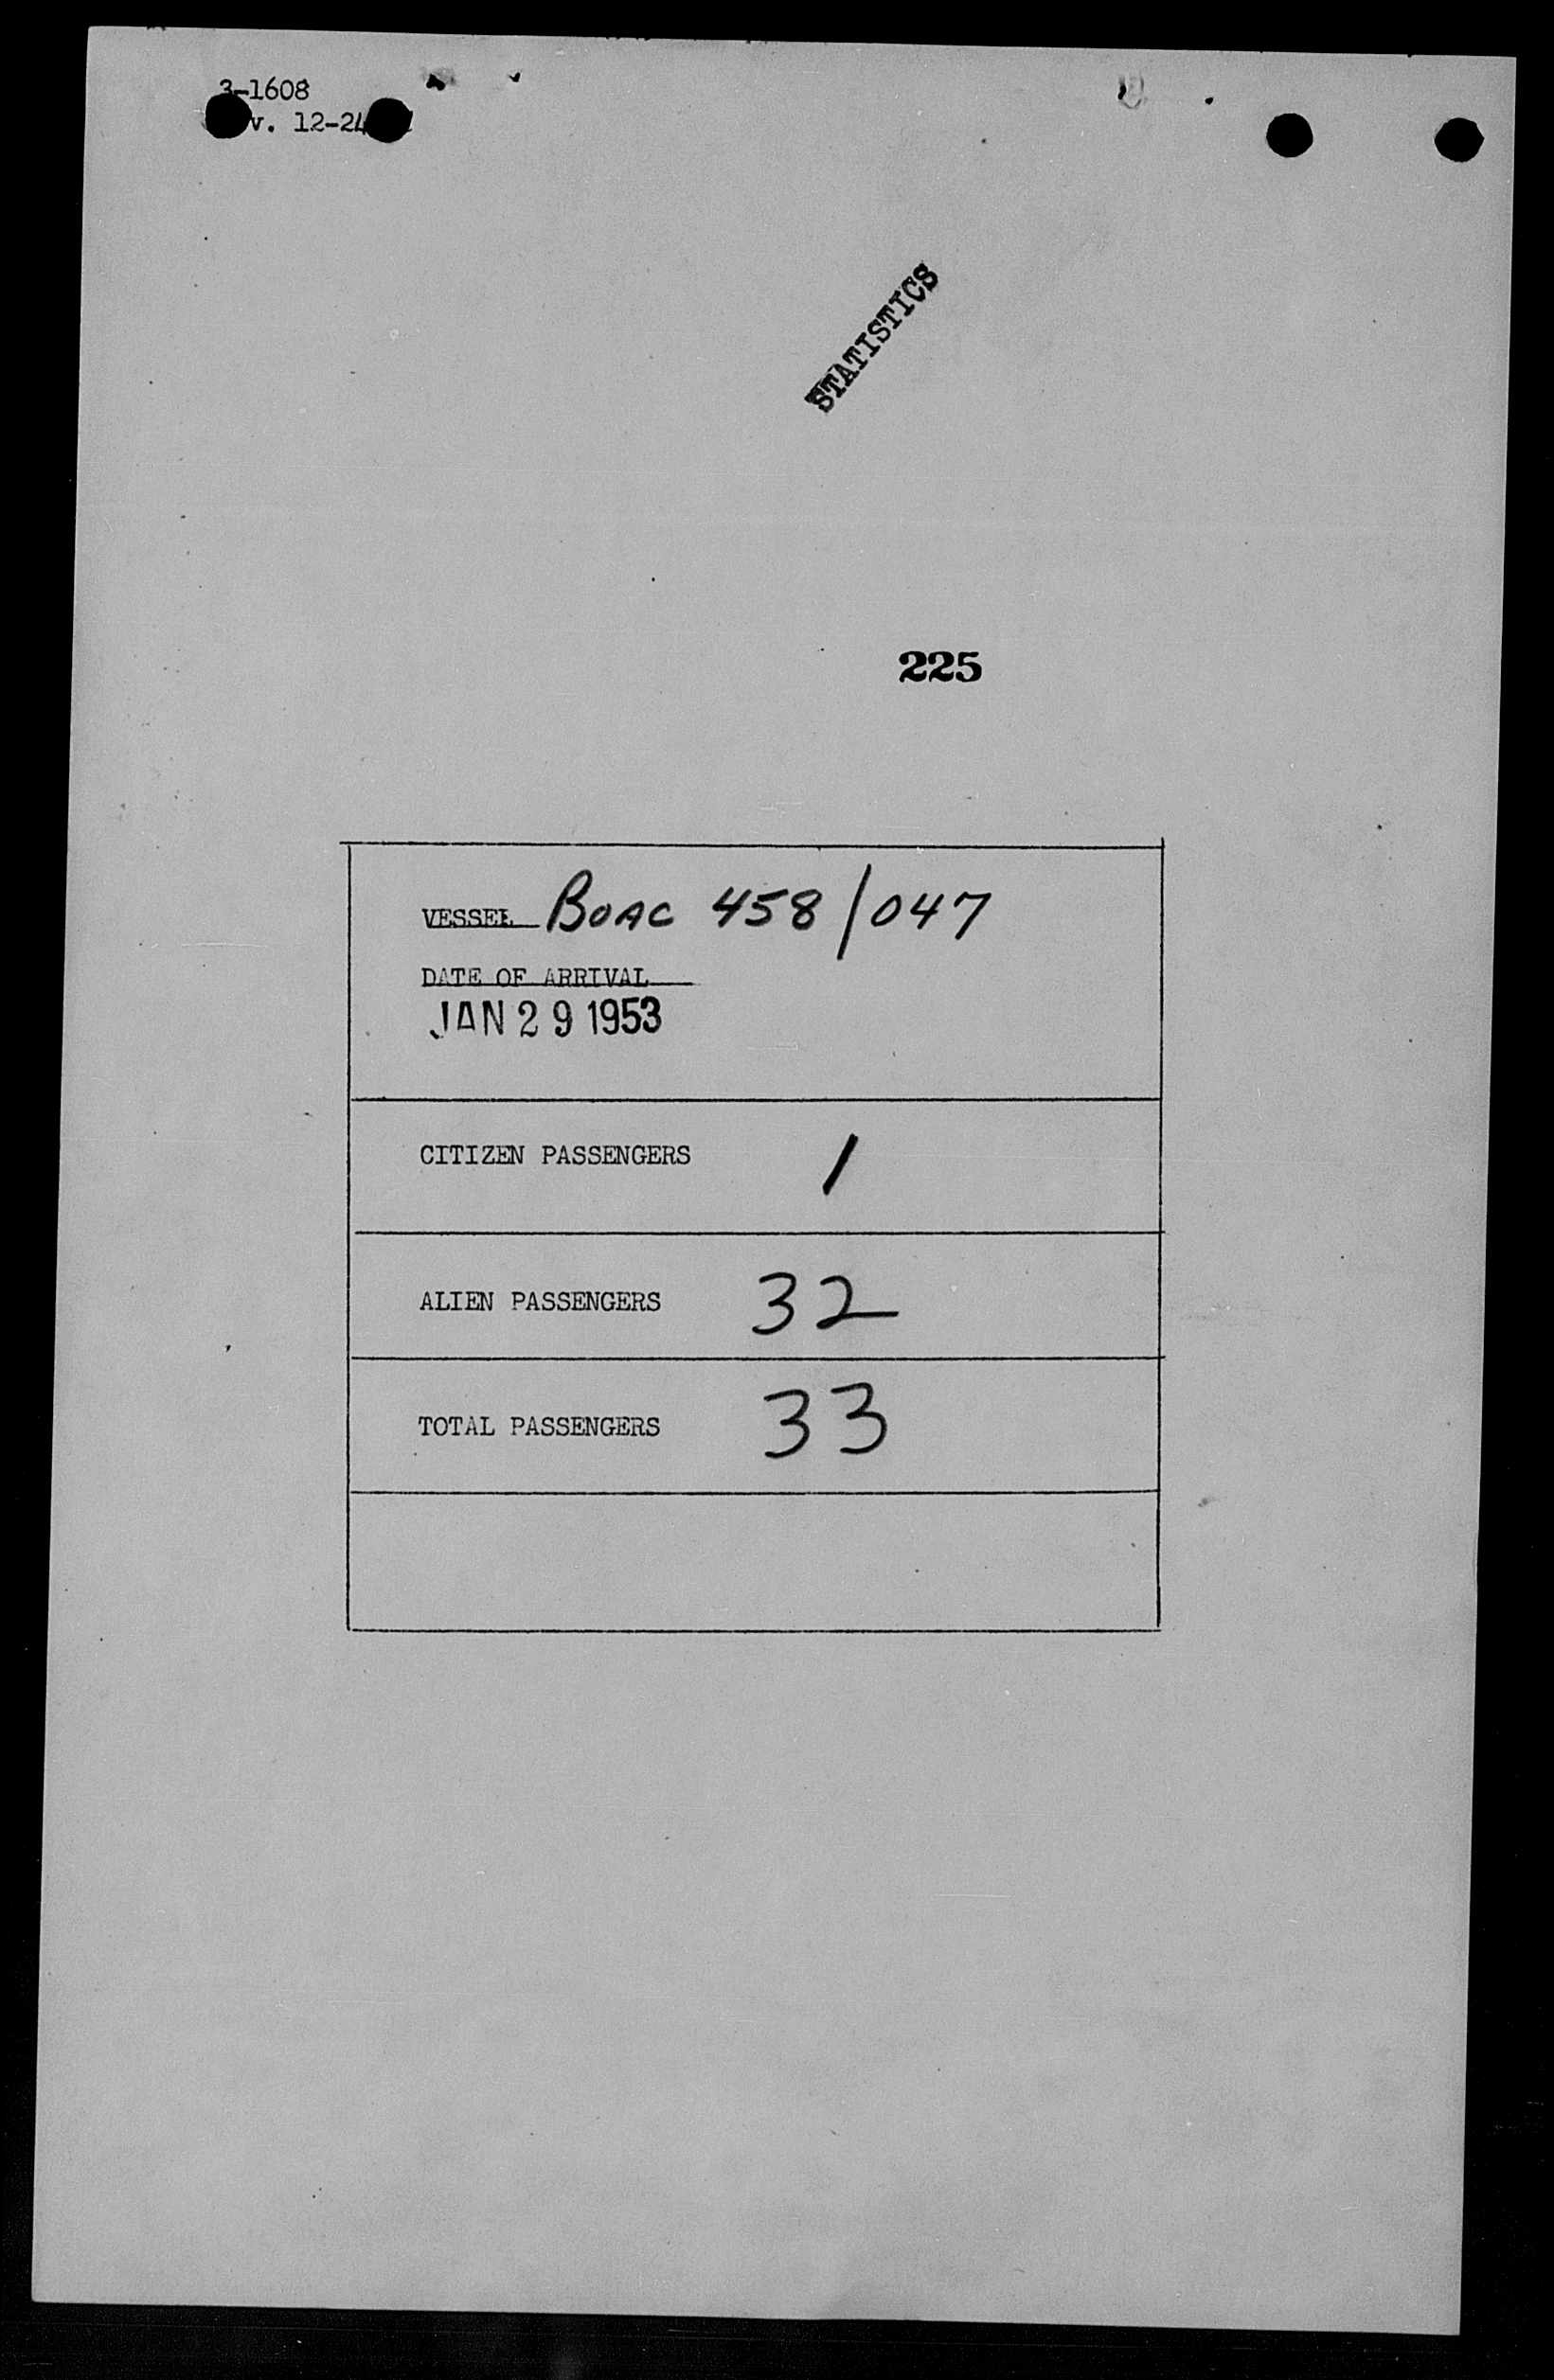 3-1608
v. 12-24
STATISTICS
225
VESSEL BOAC 458/047
DATE OF ARRIVAL
JAN 29 1953
CITIZEN PASSENGERS 1
ALIEN PASSENGERS 32
TOTAL PASSENGERS 33